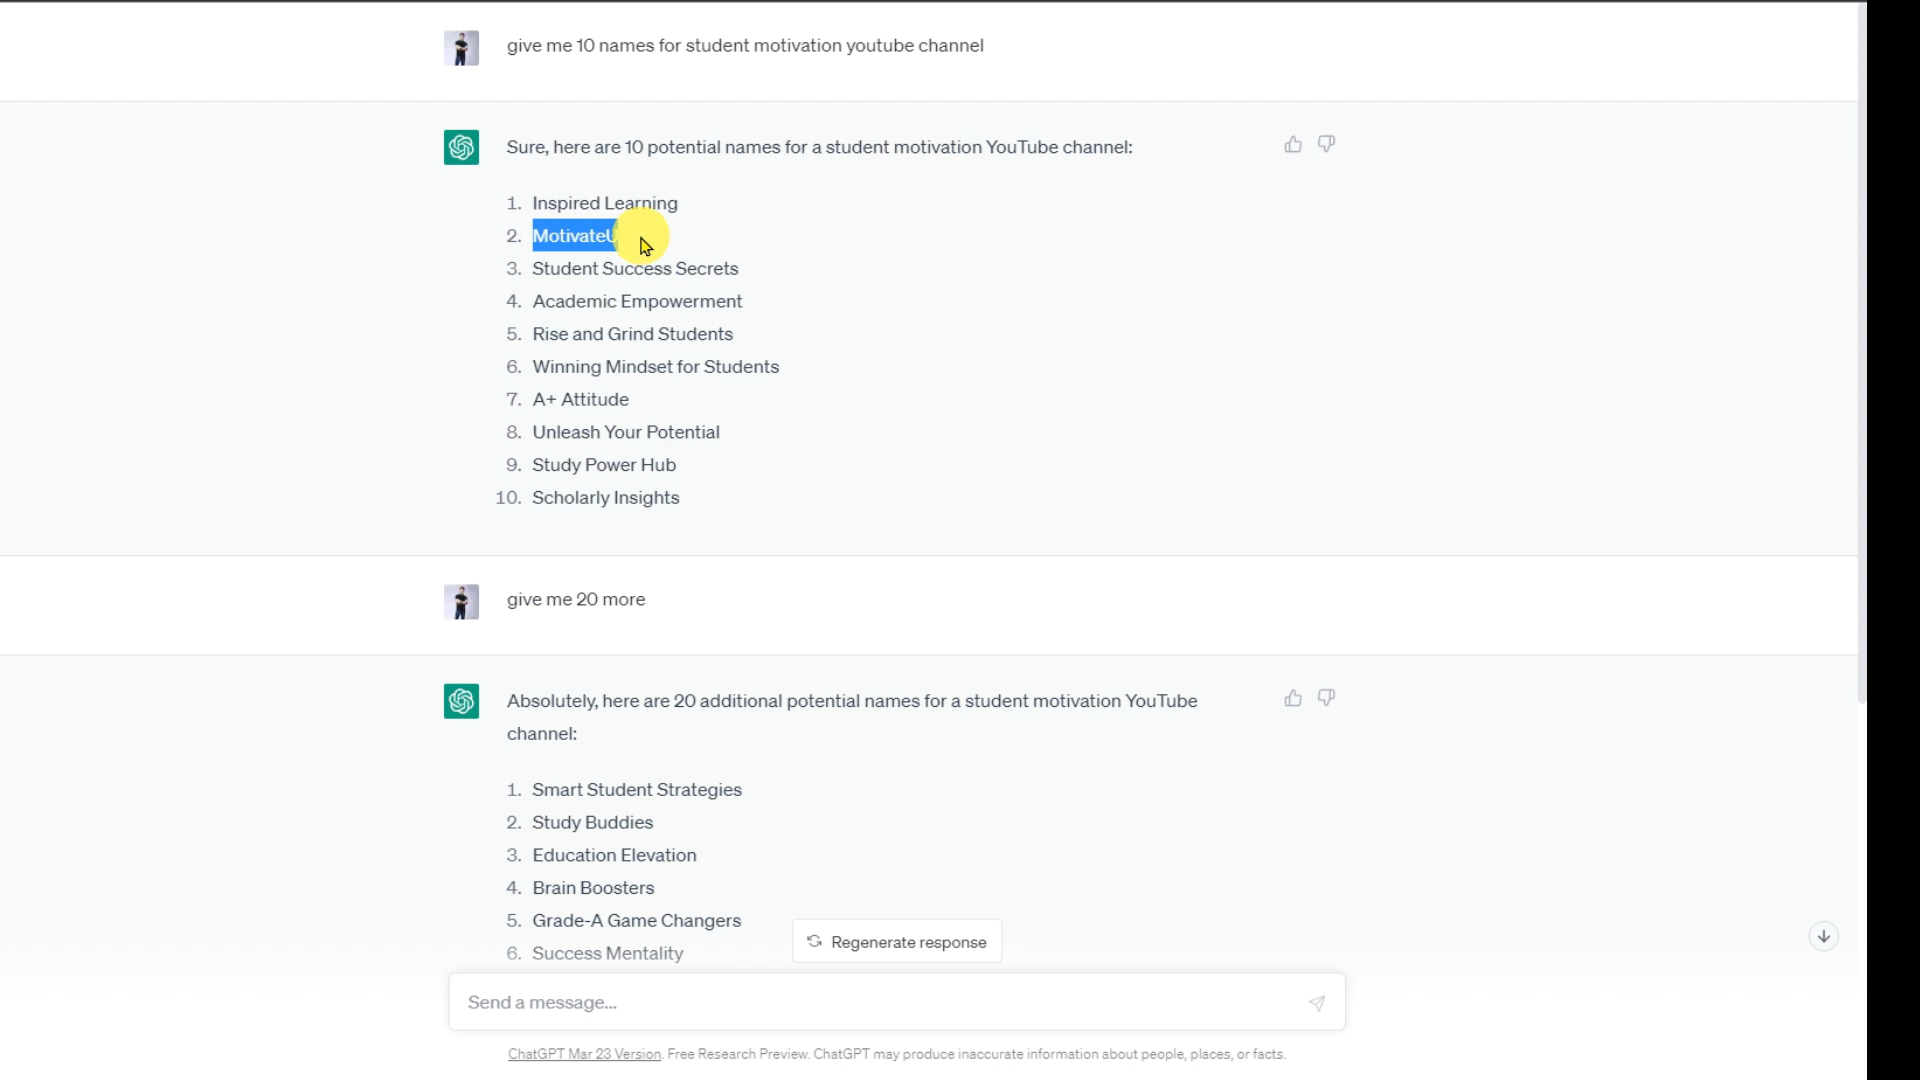 give me 10 names for student motivation youtube channel
Sure, here are 10 potential names for a student motivation YouTube channel:
1. Inspired Learning
2. MotivateU
3. Student Success Secrets
4. Academic Empowerment
5. Rise and Grind Students
6. Winning Mindset for Students
7. A+ Attitude
8. Unleash Your Potential
9. Study Power Hub
10. Scholarly Insights
give me 20 more
Absolutely, here are 20 additional potential names for a student motivation YouTube
channel:
1. Smart Student Strategies
2. Study Buddies
3. Education Elevation
4. Brain Boosters
5. Grade-A Game Changers
6. Success Mentality
Regenerate response
Send a message...
ChatGPT Mar 23 Version. Free Research Preview. ChatGPT may produce inaccurate information about people, places, or facts.